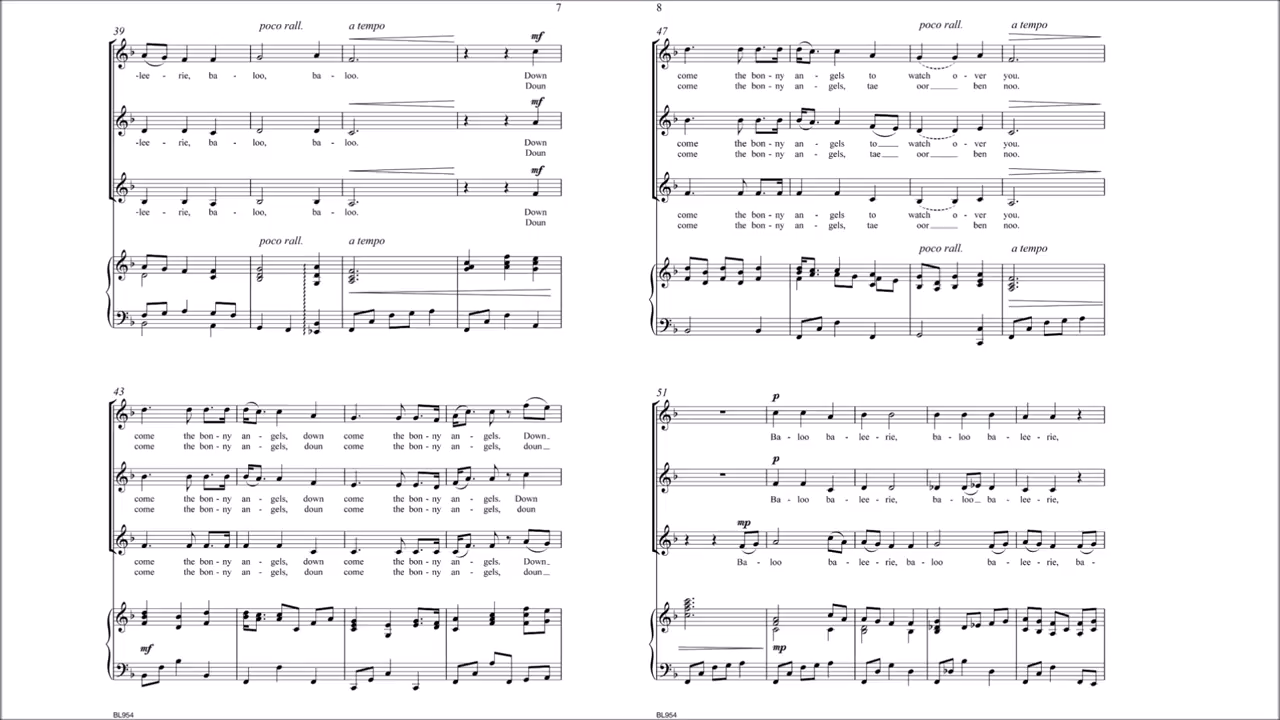 7
39
poco rall.
a tempo
mf
-lee - rie, ba - loo, ba - loo. Down
Doun
mf
-lee - rie, ba - loo, ba - loo. Down
Doun
mf
-lee - rie, ba - loo, ba - loo. Down
Doun
poco rall.
a tempo
43
come the bon - ny an - gels, down come the bon - ny an - gels. Down
come the bon - ny an - gels, doun come the bon - ny an - gels, doun
come the bon - ny an - gels, down come the bon - ny an - gels. Down
come the bon - ny an - gels, doun come the bon - ny an - gels, doun
come the bon - ny an - gels, down come the bon - ny an - gels. Down
come the bon - ny an - gels, doun come the bon - ny an - gels, doun
mf
BL954
8
47
poco rall.
a tempo
come the bon - ny an - gels to watch o - ver you.
come the bon - ny an - gels, tae oor ben noo.
come the bon - ny an - gels to watch o - ver you.
come the bon - ny an - gels, tae oor ben noo.
come the bon - ny an - gels to watch o - ver you.
come the bon - ny an - gels, tae oor ben noo.
poco rall.
a tempo
51
p
Ba - loo ba - lee - rie, ba - loo ba - lee - rie,
p
Ba - loo ba - lee - rie, ba - loo ba - lee - rie,
mp
Ba - loo ba - lee - rie, ba - loo ba - lee - rie, ba -
mp
BL954